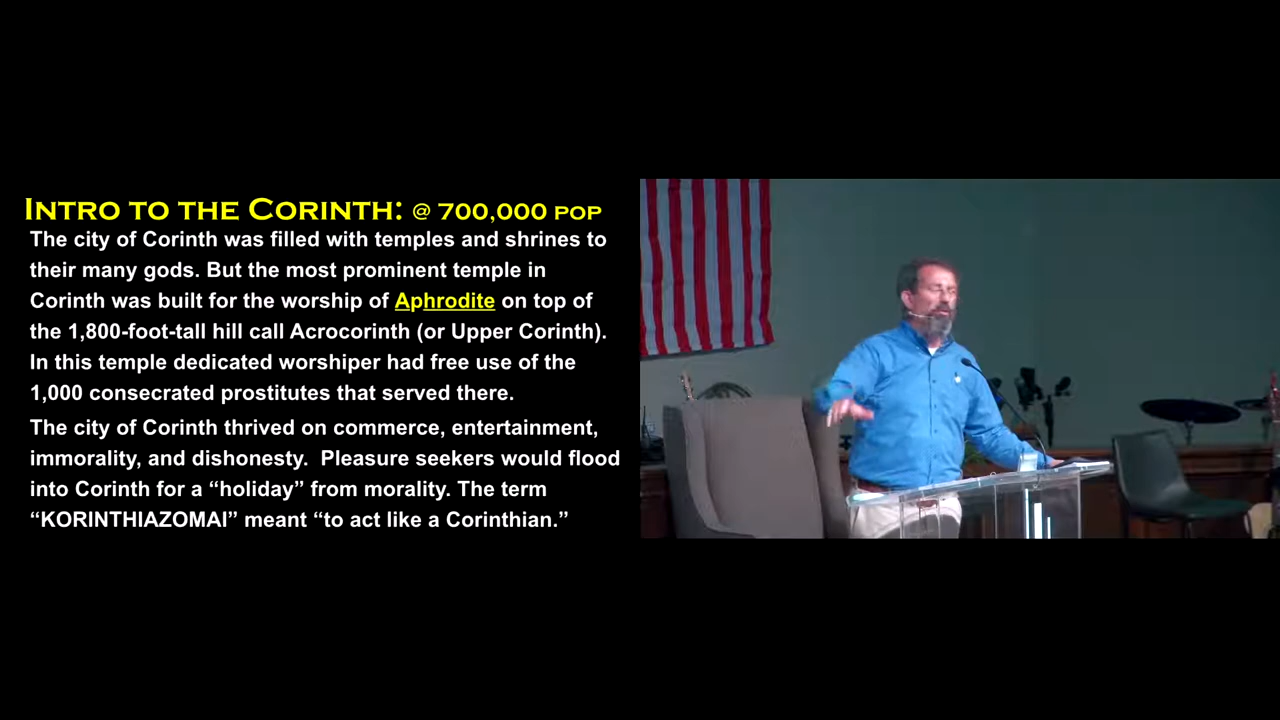 INTRO TO THE CORINTH: @ 700,000 POP
The city of Corinth was filled with temples and shrines to
their many gods. But the most prominent temple in
Corinth was built for the worship of Aphrodite on top of
the 1,800-foot-tall hill call Acrocorinth (or Upper Corinth).
In this temple dedicated worshiper had free use of the
1,000 consecrated prostitutes that served there.
The city of Corinth thrived on commerce, entertainment,
immorality, and dishonesty.  Pleasure seekers would flood
into Corinth for a “holiday” from morality. The term
“KORINTHIAZOMAI” meant “to act like a Corinthian.”